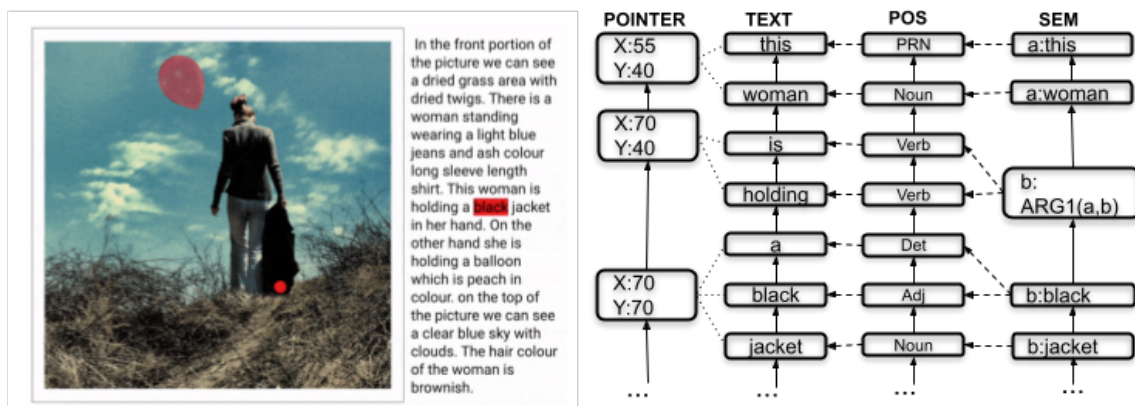 In the front portion of
the picture we can see
a dried grass area with
dried twigs. There is a
woman standing
wearing a light blue
jeans and ash colour
long sleeve length
shirt. This woman is
holding a black jacket
in her hand. On the
other hand she is
holding a balloon
which is peach in
colour. on the top of
the picture we can see
a clear blue sky with
clouds. The hair colour
of the woman is
brownish.
POINTER
X:55
Y:40
X:70
Y:40
X:70
Y:70
...
TEXT
this
woman
is
holding
a
black
jacket
...
POS
PRN
Noun
Verb
Verb
Det
Adj
Noun
...
SEM
a:this
a:woman
b:
ARG1(a,b)
b:black
b:jacket
...